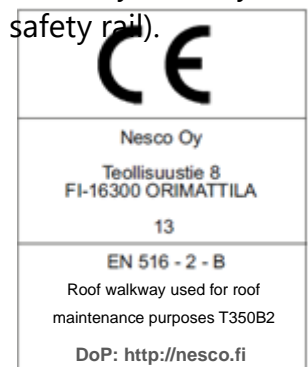 safety rail).
CE
Nesco Oy
Teollisuustie 8
FI-16300 ORIMATTILA
13
EN 516 - 2 - B
Roof walkway used for roof
maintenance purposes T350B2
DoP: http://nesco.fi